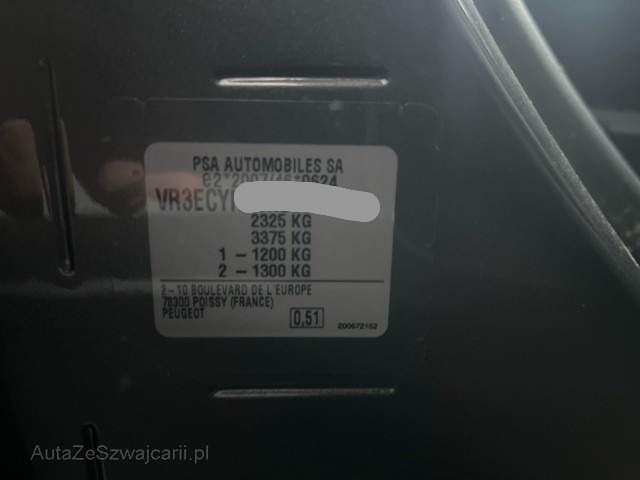 PSA AUTOMOBILES SA
e2*2007/46*0624
VR3ECY
2325 KG
3375 KG
1 – 1200 KG
2 – 1300 KG
2–10 BOULEVARD DE L'EUROPE
78300 POISSY (FRANCE)
PEUGEOT
0,51
200672152
AutaZeSzwajcarii.pl